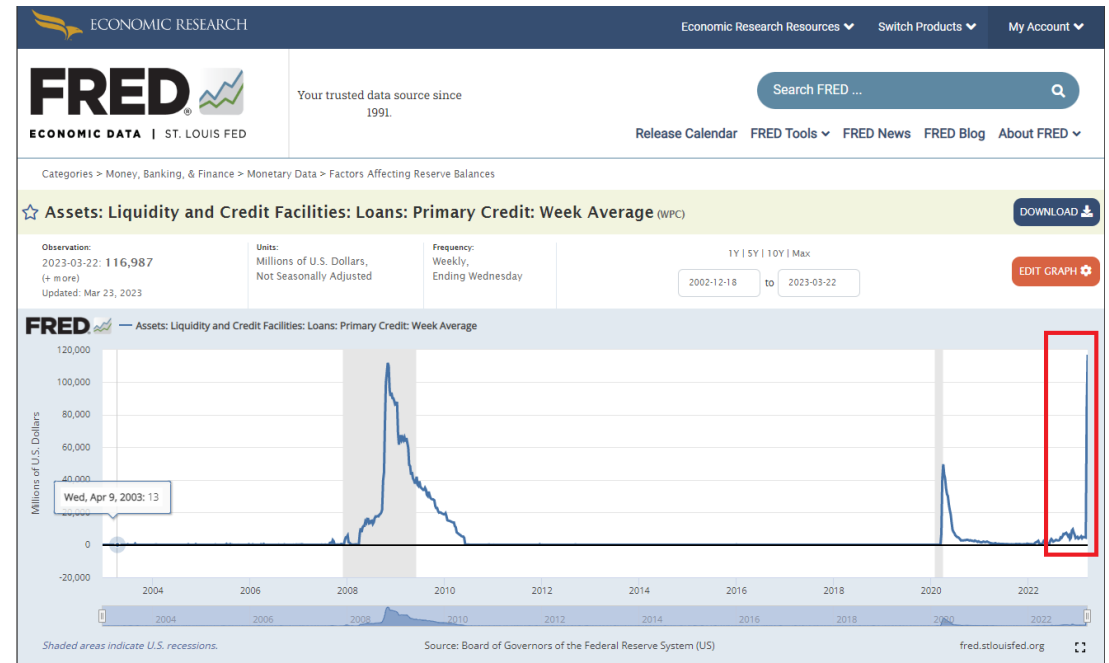 ECONOMIC RESEARCH
Economic Research Resources
Switch Products
My Account
FRED®
ECONOMIC DATA | ST. LOUIS FED
Your trusted data source since
1991.
Search FRED ...
Release Calendar
FRED Tools
FRED News
FRED Blog
About FRED
Categories > Money, Banking, & Finance > Monetary Data > Factors Affecting Reserve Balances
Assets: Liquidity and Credit Facilities: Loans: Primary Credit: Week Average (WPC)
DOWNLOAD
Observation:
2023-03-22: 116,987
(+ more)
Updated: Mar 23, 2023
Units:
Millions of U.S. Dollars,
Not Seasonally Adjusted
Frequency:
Weekly,
Ending Wednesday
1Y | 5Y | 10Y | Max
2002-12-18 to 2023-03-22
EDIT GRAPH
FRED — Assets: Liquidity and Credit Facilities: Loans: Primary Credit: Week Average
Millions of U.S. Dollars
120,000
100,000
80,000
60,000
40,000
20,000
0
-20,000
Wed, Apr 9, 2003: 13
2004 2006 2008 2010 2012 2014 2016 2018 2020 2022
2004 2006 2008 2010 2012 2014 2016 2018 2020 2022
Shaded areas indicate U.S. recessions.
Source: Board of Governors of the Federal Reserve System (US)
fred.stlouisfed.org